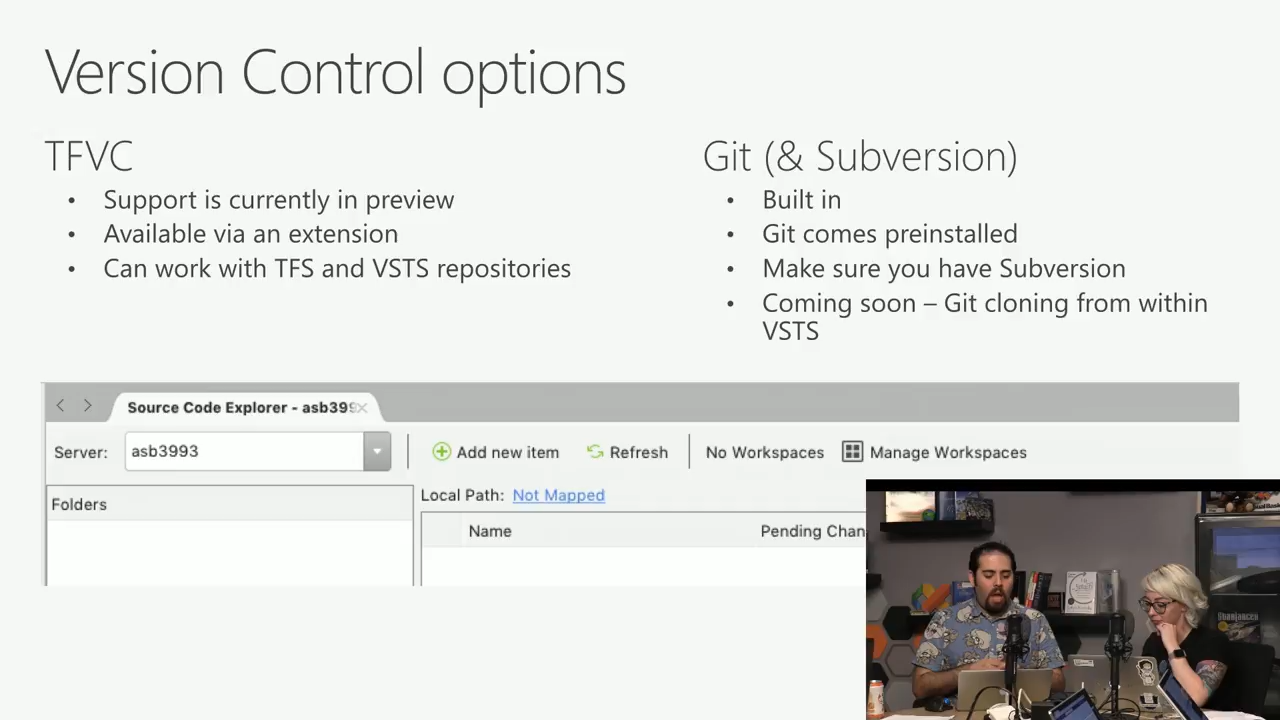 Version Control options
TFVC
• Support is currently in preview
• Available via an extension
• Can work with TFS and VSTS repositories
Git (& Subversion)
• Built in
• Git comes preinstalled
• Make sure you have Subversion
• Coming soon – Git cloning from within
VSTS
Source Code Explorer - asb399
Server: asb3993 Add new item Refresh No Workspaces Manage Workspaces
Folders
Local Path: Not Mapped
Name Pending Chan